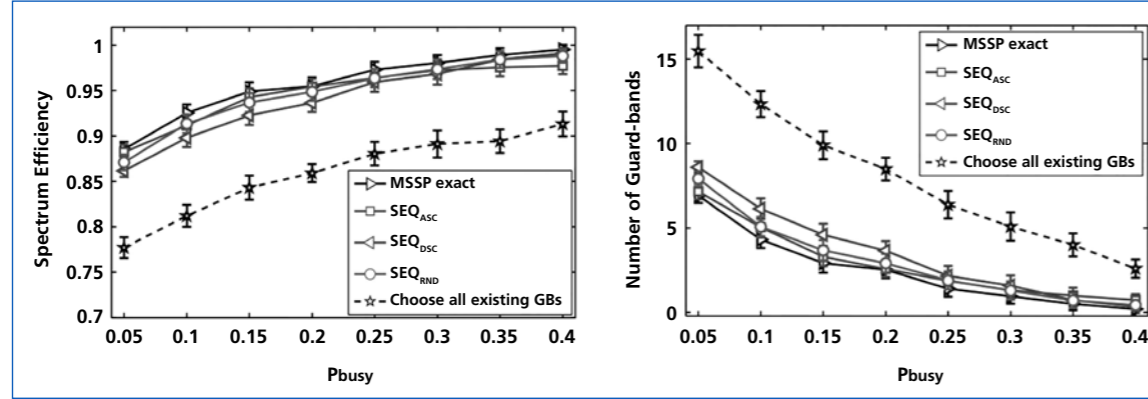 Spectrum Efficiency
1
0.95
0.9
0.85
0.8
0.75
0.7
0.05 0.1 0.15 0.2 0.25 0.3 0.35 0.4
Pbusy
MSSP exact
SEQASC
SEQDSC
SEQRND
Choose all existing GBs
Number of Guard-bands
15
10
5
0
0.05 0.1 0.15 0.2 0.25 0.3 0.35 0.4
Pbusy
MSSP exact
SEQASC
SEQDSC
SEQRND
Choose all existing GBs